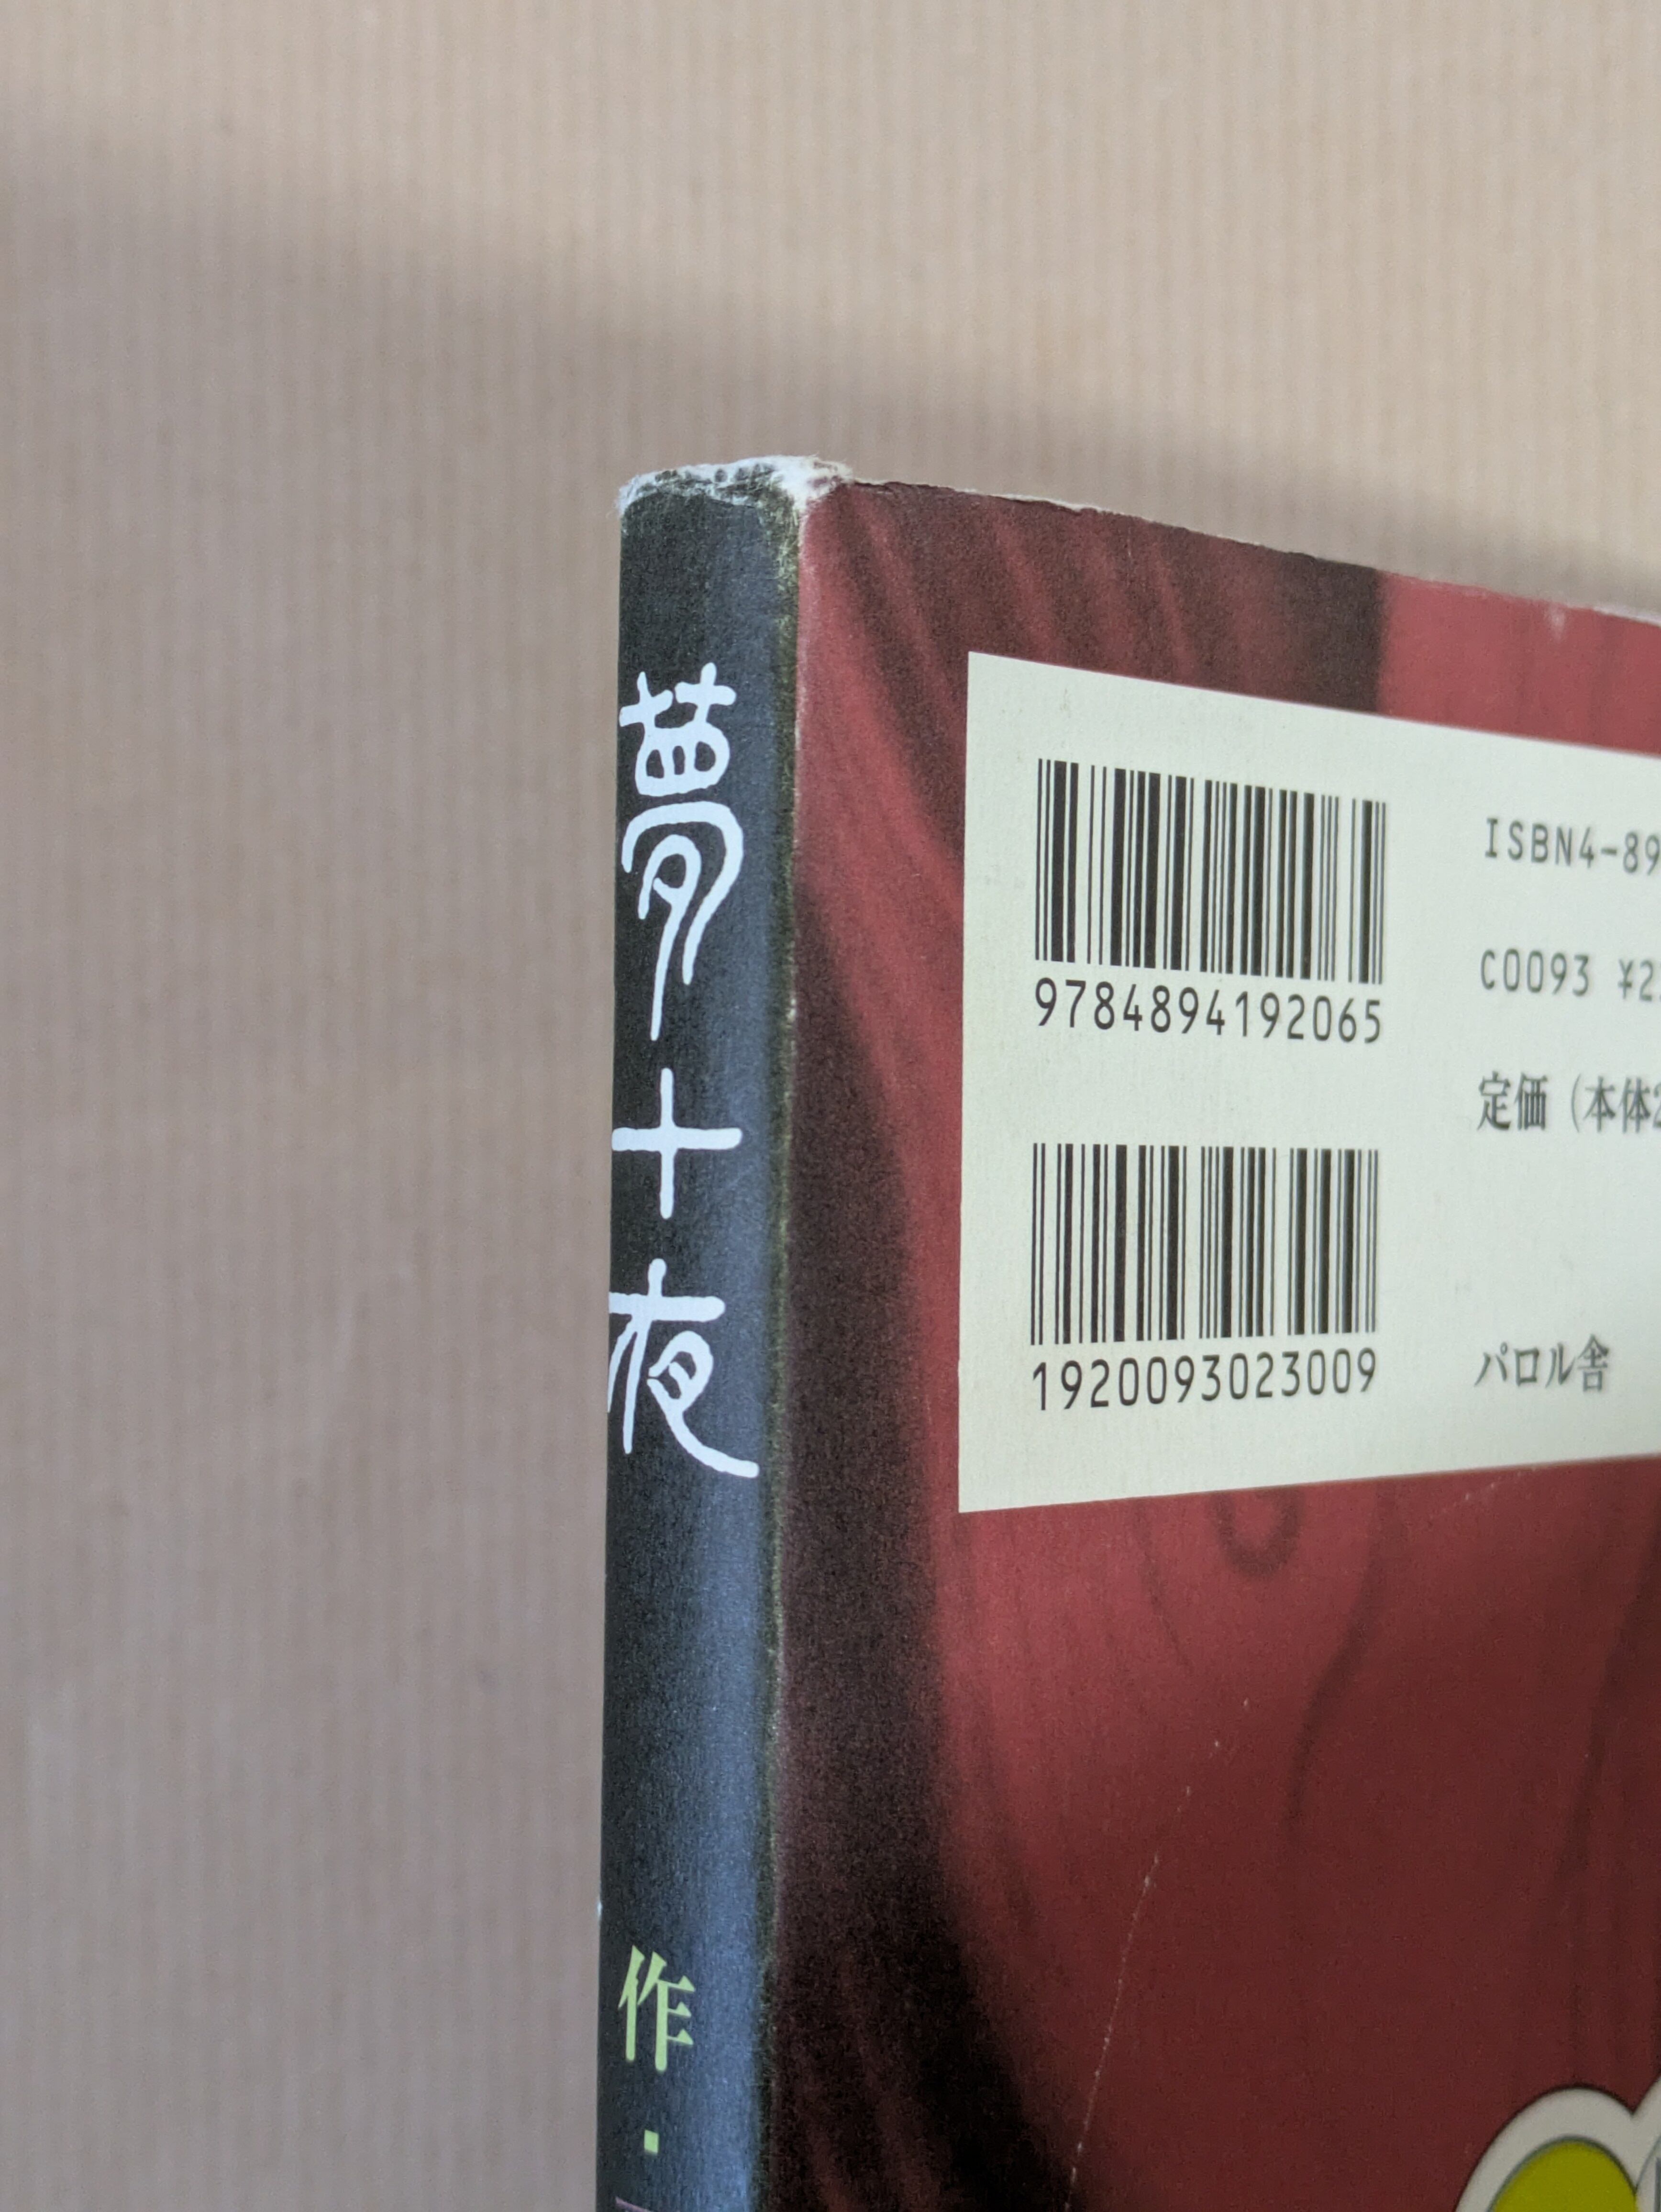 夢十夜
作・
9784894192065
1920093023009
ISBN4-89
C0093 ¥2
定価（本体2
パロル舎